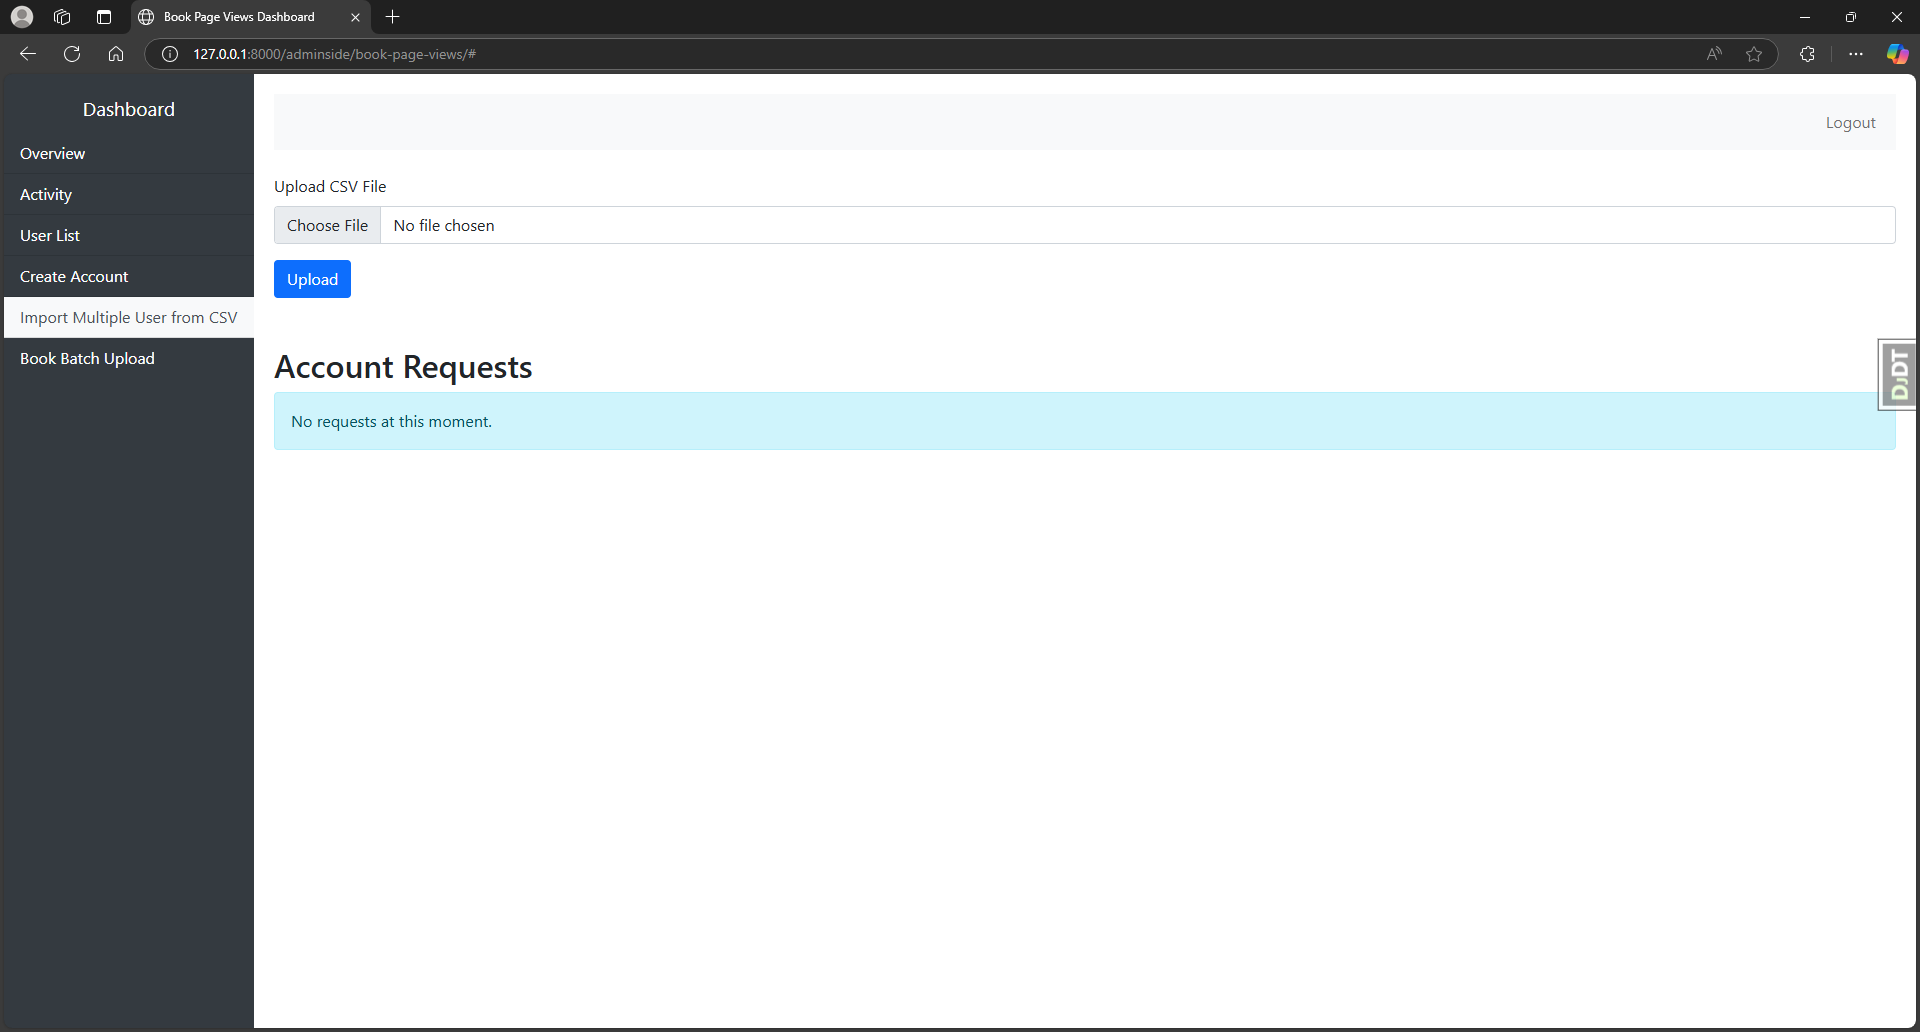 Book Page Views Dashboard
127.0.0.1:8000/adminside/book-page-views/#
Dashboard
Overview
Activity
User List
Create Account
Import Multiple User from CSV
Book Batch Upload
Logout
Upload CSV File
Choose File No file chosen
Upload
Account Requests
No requests at this moment.
DjDT